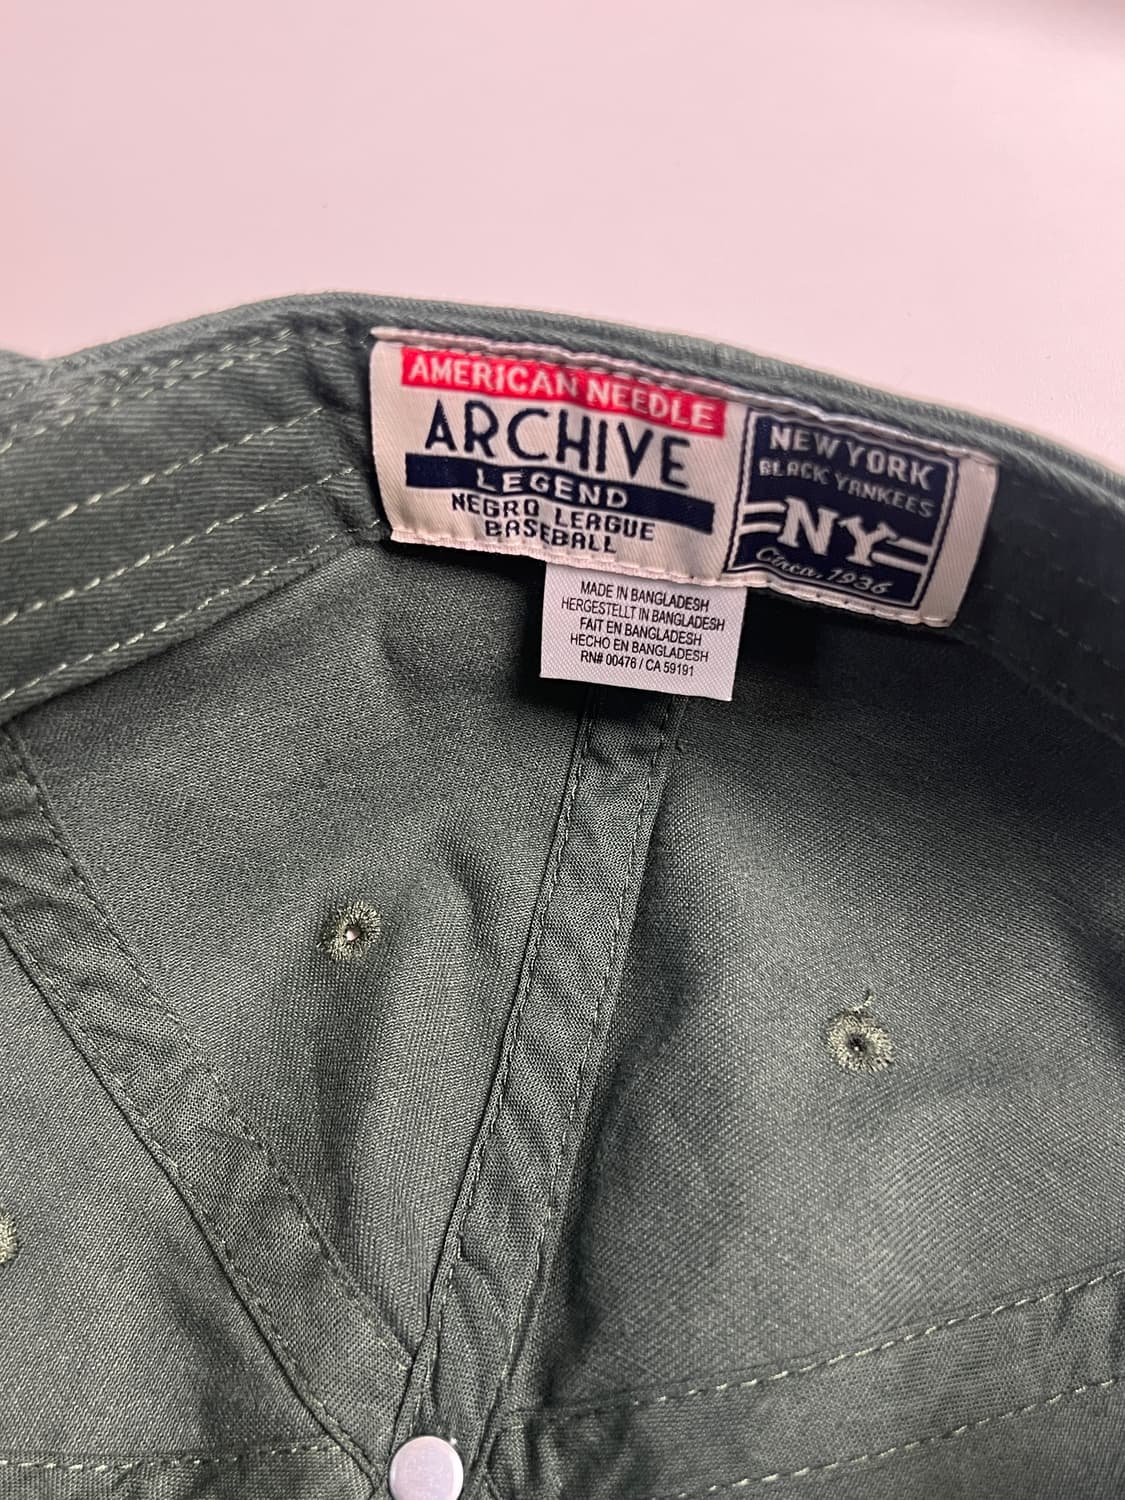 AMERICAN NEEDLE
ARCHIVE
LEGEND
NEGRO LEAGUE
BASEBALL
NEW YORK
BLACK YANKEES
NY
Circa. 1936
MADE IN BANGLADESH
HERGESTELLT IN BANGLADESH
FAIT EN BANGLADESH
HECHO EN BANGLADESH
RN# 00476 / CA 59191